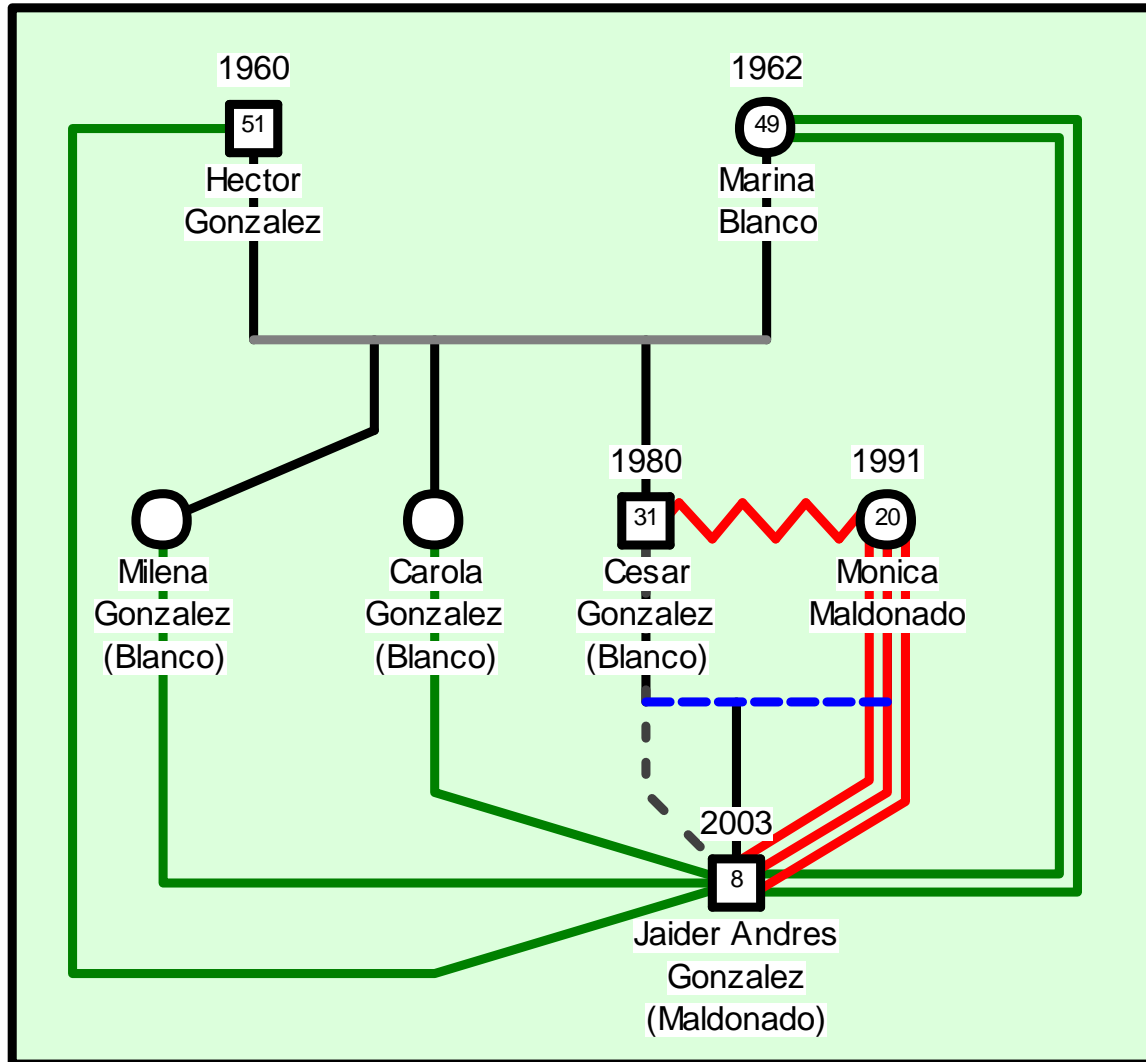 1960
1962
51
49
Hector
Gonzalez
Marina
Blanco
1980
1991
31
20
Milena
Gonzalez
(Blanco)
Carola
Gonzalez
(Blanco)
Cesar
Gonzalez
(Blanco)
Monica
Maldonado
2003
8
Jaider Andres
Gonzalez
(Maldonado)